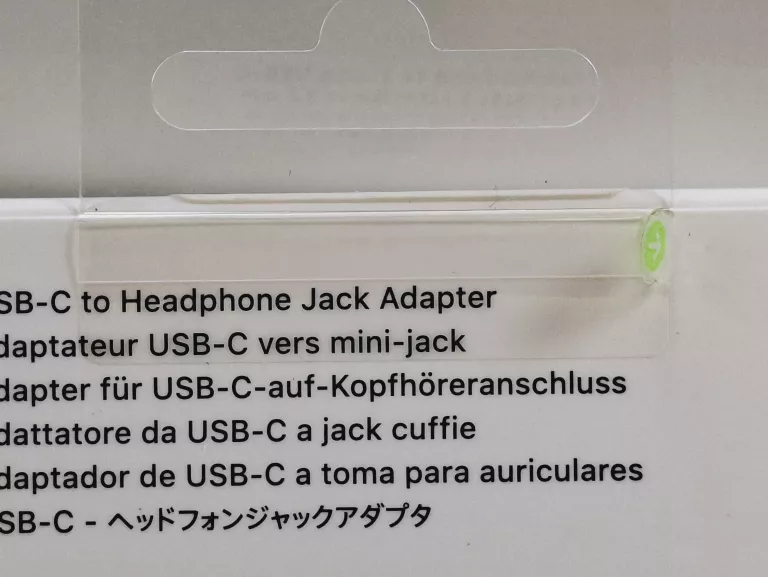 SB-C to Headphone Jack Adapter
daptateur USB-C vers mini-jack
dapter für USB-C-auf-Kopfhöreranschluss
dattatore da USB-C a jack cuffie
daptador de USB-C a toma para auriculares
SB-C - ヘッドフォンジャックアダプタ